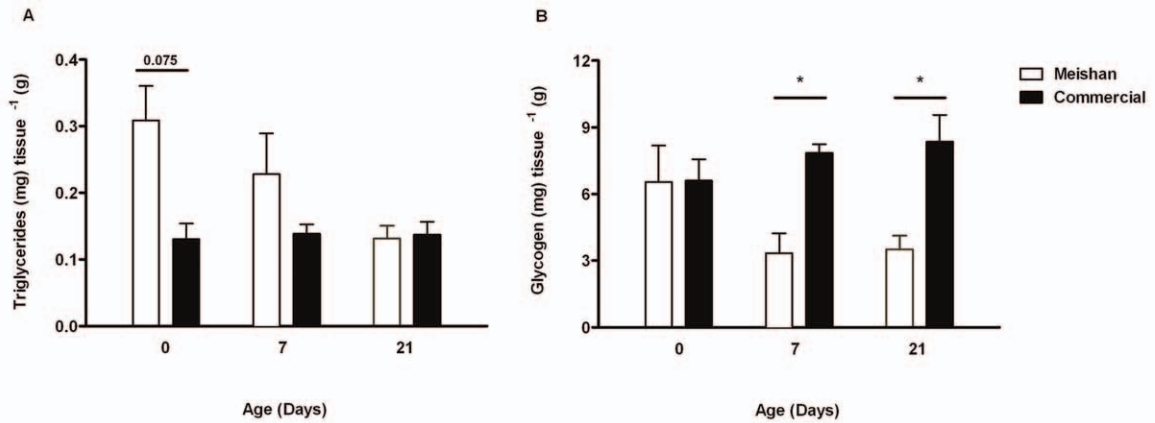 A
B
Triglycerides (mg) tissue -1 (g)
0.4
0.3
0.2
0.1
0.0
0.075
0
7
21
Age (Days)
Glycogen (mg) tissue -1 (g)
12
9
6
3
0
*
*
0
7
21
Age (Days)
Meishan
Commercial